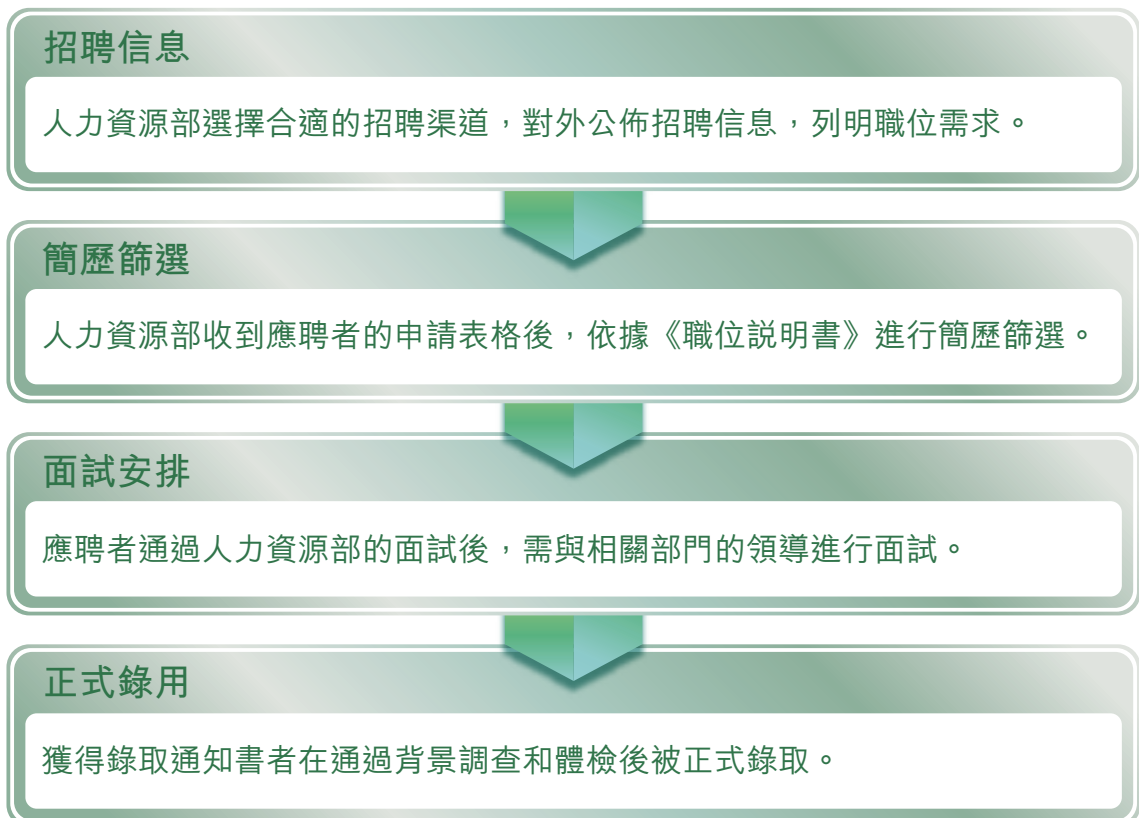 招聘信息
人力資源部選擇合適的招聘渠道，對外公佈招聘信息，列明職位需求。
簡歷篩選
人力資源部收到應聘者的申請表格後，依據《職位説明書》進行簡歷篩選。
面試安排
應聘者通過人力資源部的面試後，需與相關部門的領導進行面試。
正式錄用
獲得錄取通知書者在通過背景調查和體檢後被正式錄取。